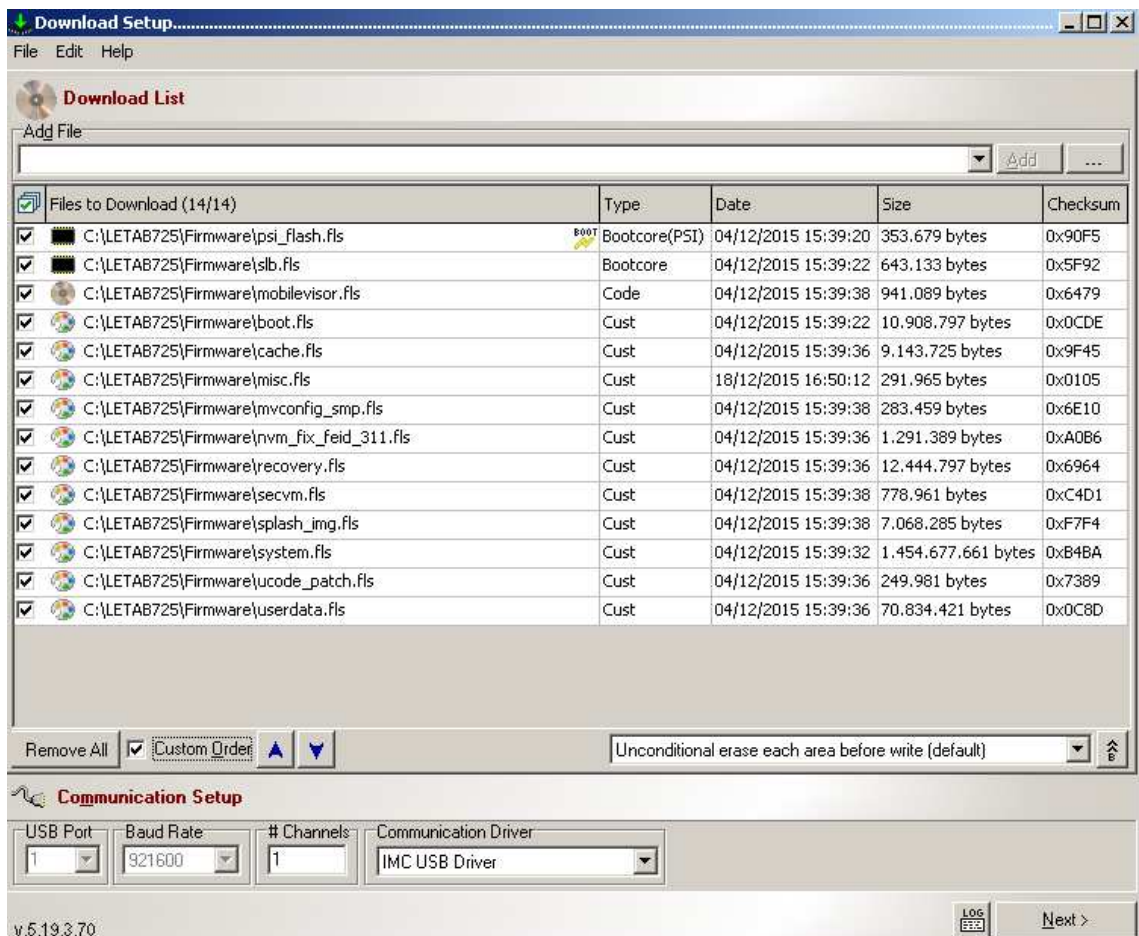 Download Setup
File Edit Help
Download List
Add File
Add ...
Files to Download (14/14) Type Date Size Checksum
C:\LETAB725\Firmware\psi_flash.fls BOOT Bootcore(PSI) 04/12/2015 15:39:20 353.679 bytes 0x90F5
C:\LETAB725\Firmware\slb.fls Bootcore 04/12/2015 15:39:22 643.133 bytes 0x5F92
C:\LETAB725\Firmware\mobilevisor.fls Code 04/12/2015 15:39:38 941.089 bytes 0x6479
C:\LETAB725\Firmware\boot.fls Cust 04/12/2015 15:39:22 10.908.797 bytes 0x0CDE
C:\LETAB725\Firmware\cache.fls Cust 04/12/2015 15:39:36 9.143.725 bytes 0x9F45
C:\LETAB725\Firmware\misc.fls Cust 18/12/2015 16:50:12 291.965 bytes 0x0105
C:\LETAB725\Firmware\mvconfig_smp.fls Cust 04/12/2015 15:39:38 283.459 bytes 0x6E10
C:\LETAB725\Firmware\nvm_fix_feid_311.fls Cust 04/12/2015 15:39:36 1.291.389 bytes 0xA0B6
C:\LETAB725\Firmware\recovery.fls Cust 04/12/2015 15:39:36 12.444.797 bytes 0x6964
C:\LETAB725\Firmware\secvm.fls Cust 04/12/2015 15:39:38 778.961 bytes 0xC4D1
C:\LETAB725\Firmware\splash_img.fls Cust 04/12/2015 15:39:38 7.068.285 bytes 0xF7F4
C:\LETAB725\Firmware\system.fls Cust 04/12/2015 15:39:32 1.454.677.661 bytes 0xB4BA
C:\LETAB725\Firmware\ucode_patch.fls Cust 04/12/2015 15:39:36 249.981 bytes 0x7389
C:\LETAB725\Firmware\userdata.fls Cust 04/12/2015 15:39:36 70.834.421 bytes 0x0C8D
Remove All Custom Order Unconditional erase each area before write (default) B
Communication Setup
USB Port Baud Rate # Channels Communication Driver
1 921600 1 IMC USB Driver
v.5.19.3.70 LOG Next >